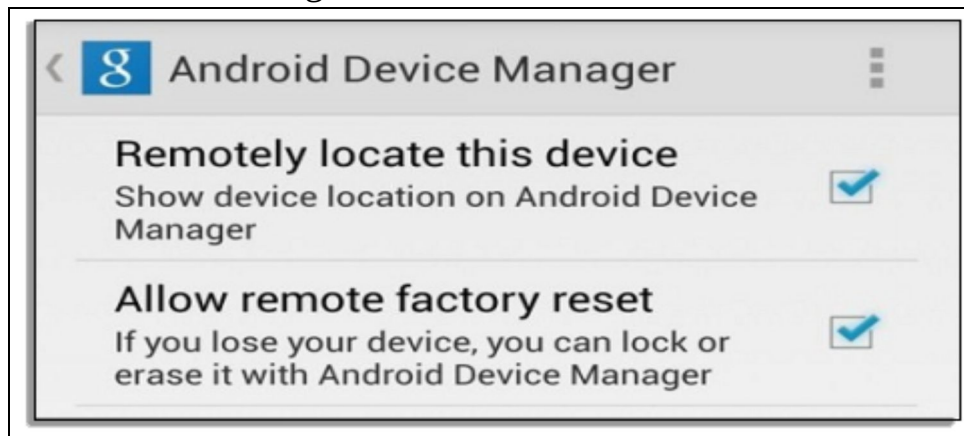 g Android Device Manager
Remotely locate this device
Show device location on Android Device
Manager
Allow remote factory reset
If you lose your device, you can lock or
erase it with Android Device Manager